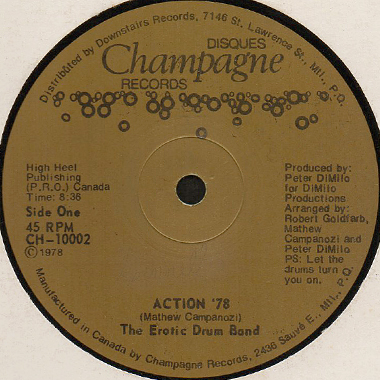 Distributed by Downstairs Records, 7146 St. Lawrence St., Mtl., P.Q.
DISQUES
Champagne
RECORDS
High Heel
Publishing
(P.R.O.) Canada
Time: 8:36
Side One
45 RPM
CH-10002
©1978
Produced by:
Peter DiMilo
for DiMilo
Productions.
Arranged by:
Robert Goldfarb,
Mathew
Campanozi and
Peter DiMilo
PS: Let the
drums turn
you on.
ACTION '78
(Mathew Campanozi)
The Erotic Drum Band
Manufactured in Canada by Champagne Records, 2436 Sauvé E., Mtl., P.Q.